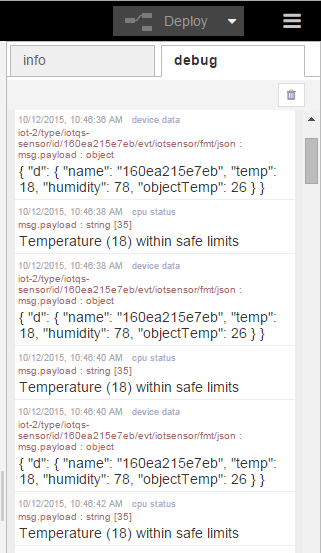 Deploy
info
debug
10/12/2015, 10:46:36 AM device data
iot-2/type/iotqs-
sensor/id/160ea215e7eb/evt/iotsensor/fmt/json :
msg.payload : object
{ "d": { "name": "160ea215e7eb", "temp":
18, "humidity": 78, "objectTemp": 26 } }
10/12/2015, 10:46:38 AM cpu status
msg.payload : string [35]
Temperature (18) within safe limits
10/12/2015, 10:46:38 AM device data
iot-2/type/iotqs-
sensor/id/160ea215e7eb/evt/iotsensor/fmt/json :
msg.payload : object
{ "d": { "name": "160ea215e7eb", "temp":
18, "humidity": 78, "objectTemp": 26 } }
10/12/2015, 10:46:40 AM cpu status
msg.payload : string [35]
Temperature (18) within safe limits
10/12/2015, 10:46:40 AM device data
iot-2/type/iotqs-
sensor/id/160ea215e7eb/evt/iotsensor/fmt/json :
msg.payload : object
{ "d": { "name": "160ea215e7eb", "temp":
18, "humidity": 78, "objectTemp": 26 } }
10/12/2015, 10:46:42 AM cpu status
msg.payload : string [35]
Temperature (18) within safe limits